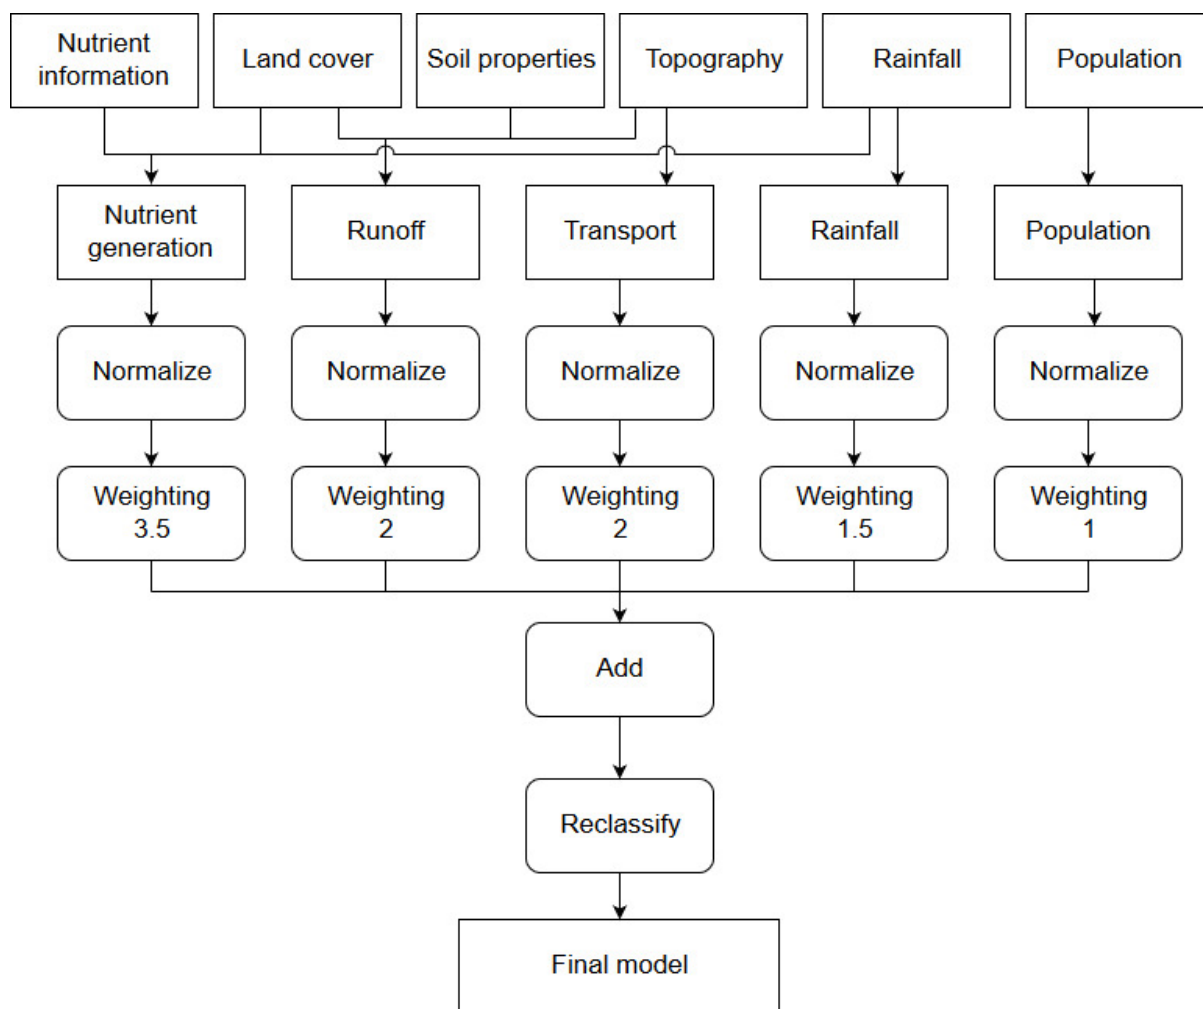 Nutrient
information
Land cover
Soil properties
Topography
Rainfall
Population
Nutrient
generation
Runoff
Transport
Rainfall
Population
Normalize
Normalize
Normalize
Normalize
Normalize
Weighting
3.5
Weighting
2
Weighting
2
Weighting
1.5
Weighting
1
Add
Reclassify
Final model